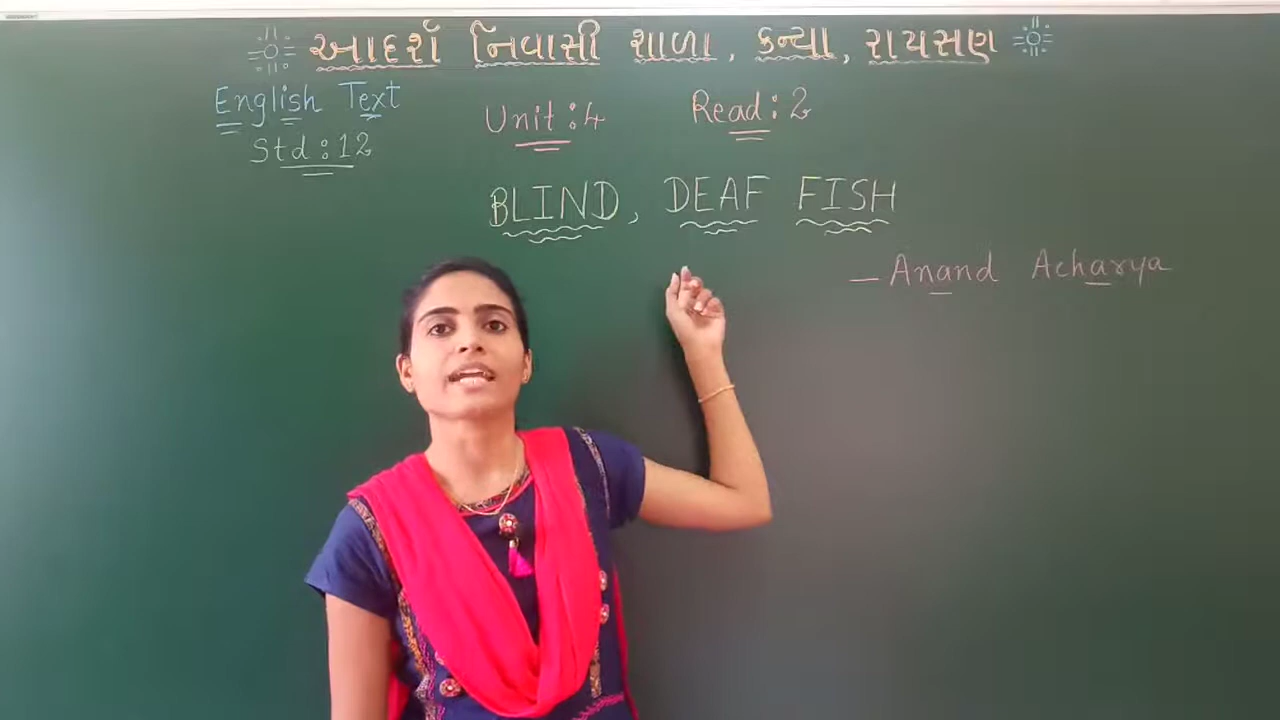 આદર્શ નિવાસી શાળા, કન્યા, રાયસણ
English Text
Unit : 4
Read : 2
Std : 12
BLIND, DEAF FISH
— Anand Acharya